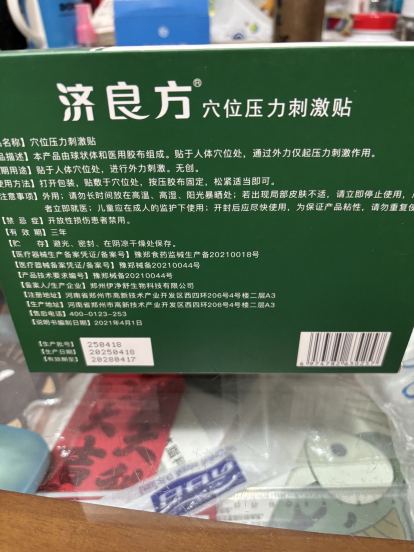 济良方® 穴位压力刺激贴
名称】穴位压力刺激贴
品描述】本产品由球状体和医用胶布组成。贴于人体穴位处，通过外力仅起压力刺激作用。
期用途】贴于人体穴位处，进行外力刺激。无创。
使用方法】打开包装、贴敷于穴位处，按压胶布固定，松紧适当即可。
注意事项】外用；请勿长时间放在高温、高湿、阳光暴晒处；若出现局部皮肤不适，请立即停止使用，
者立即就医；儿童应在成人的监护下使用；开封后应尽快使用，为保证产品粘性，请勿重复
【禁忌症】开放性损伤患者禁用。
【有效期】三年
【贮存】避光、密封、在阴凉干燥处保存。
【医疗器械生产备案凭证/备案号】豫郑食药监械生产备20210018号
【医疗器械备案凭证/备案号】豫郑械备20210044号
【产品技术要求编号】豫郑械备20210044号
【备案人/生产企业】郑州伊净舒生物科技有限公司
【注册地址】河南省郑州市高新技术产业开发区西四环206号4号楼二层A3
【生产地址】河南省郑州市高新技术产业开发区西四环206号4号楼二层A3
【售后电话】400-0123-253
【说明书编制日期】2021年4月1日
【生产批号】250418
【生产日期】20250418
【有效期至】20280417
大吉